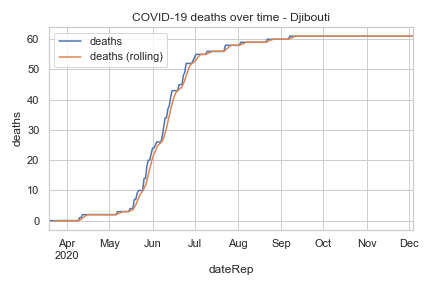 COVID-19 deaths over time - Djibouti
deaths
deaths (rolling)
60
50
40
30
20
10
0
deaths
Apr May Jun Jul Aug Sep Oct Nov Dec
2020
dateRep